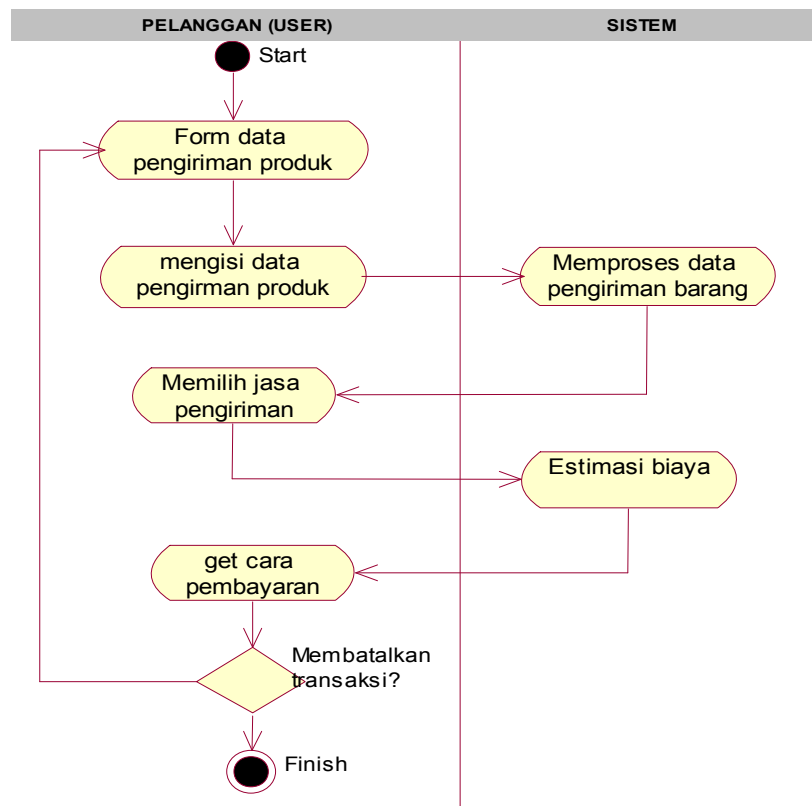 PELANGGAN (USER)
SISTEM
Start
Form data
pengiriman produk
mengisi data
pengirman produk
Memproses data
pengiriman barang
Memilih jasa
pengiriman
Estimasi biaya
get cara
pembayaran
Membatalkan
transaksi?
Finish